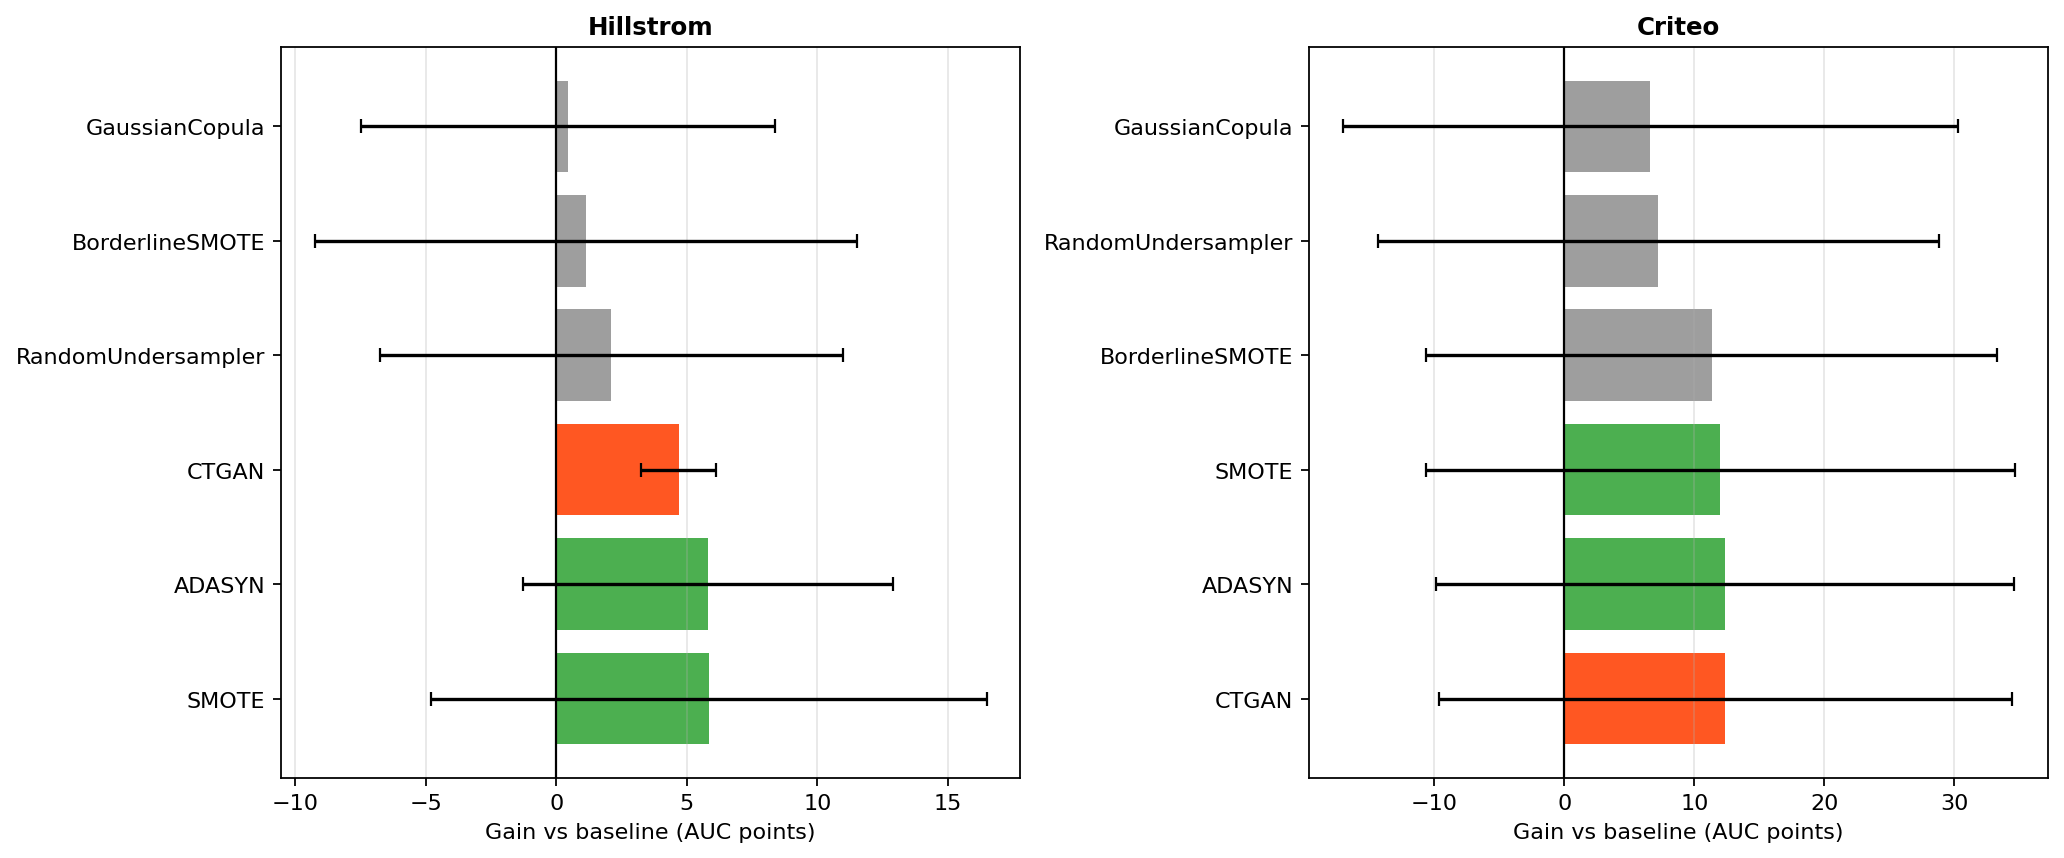 Hillstrom
GaussianCopula
BorderlineSMOTE
RandomUndersampler
CTGAN
ADASYN
SMOTE
−10 −5 0 5 10 15
Gain vs baseline (AUC points)
Criteo
GaussianCopula
RandomUndersampler
BorderlineSMOTE
SMOTE
ADASYN
CTGAN
−10 0 10 20 30
Gain vs baseline (AUC points)